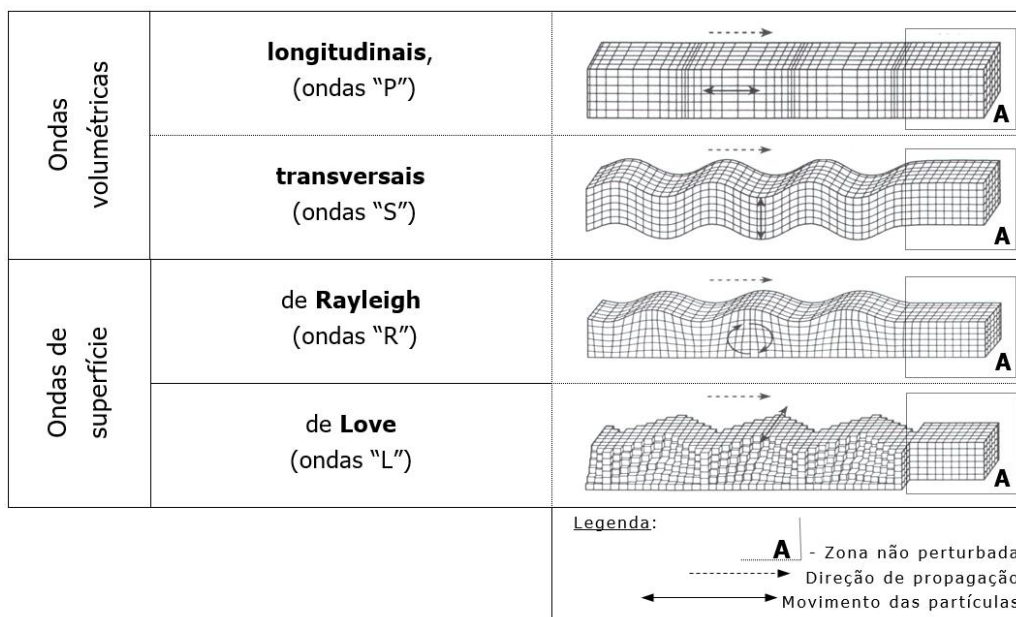 Ondas
volumétricas
longitudinais,
(ondas “P”)
A
transversais
(ondas “S”)
A
Ondas de
superfície
de Rayleigh
(ondas “R”)
A
de Love
(ondas “L”)
A
Legenda:
A - Zona não perturbada
Direção de propagação
Movimento das partículas